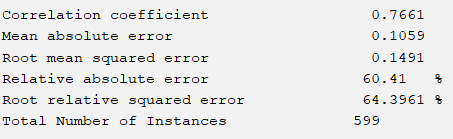 Correlation coefficient 0.7661
Mean absolute error 0.1059
Root mean squared error 0.1491
Relative absolute error 60.41 %
Root relative squared error 64.3961 %
Total Number of Instances 599